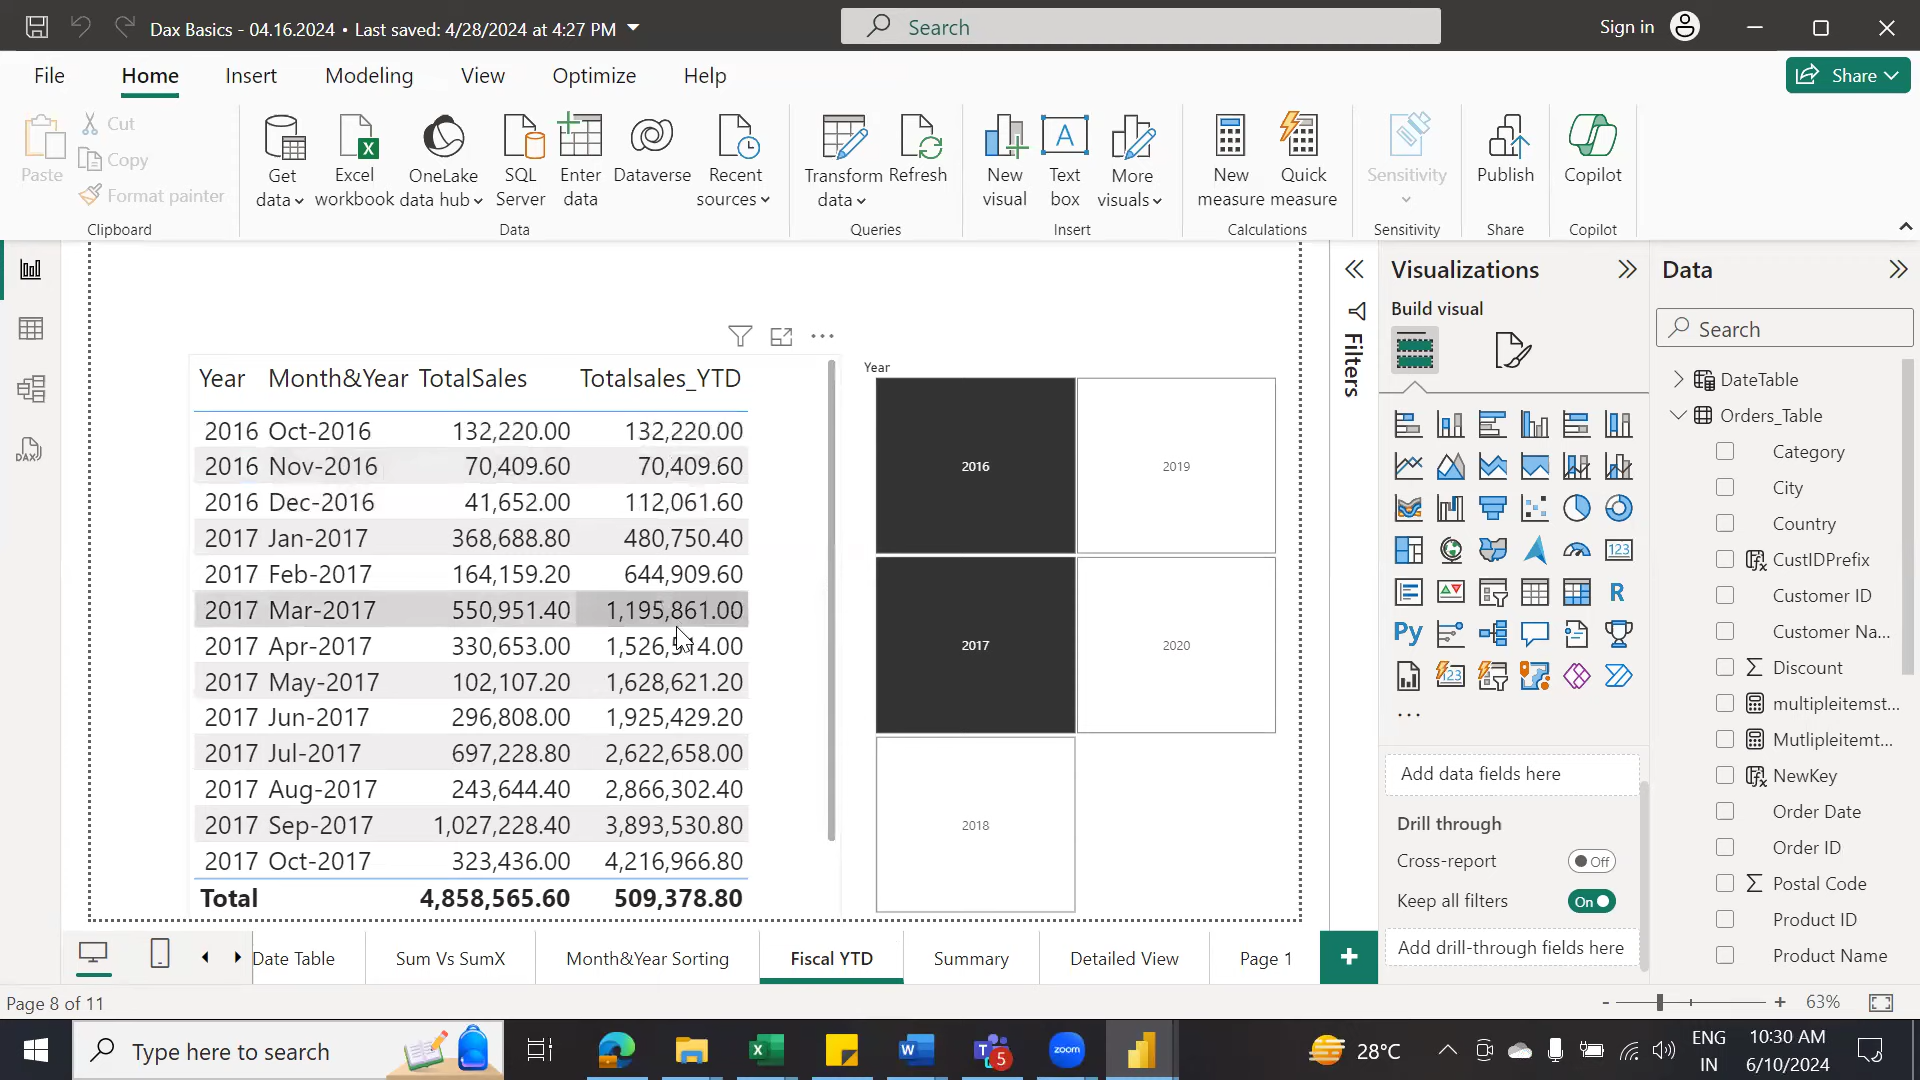 Dax Basics - 04.16.2024 • Last saved: 4/28/2024 at 4:27 PM
Search
Sign in
File
Home
Insert
Modeling
View
Optimize
Help
Share
Paste
Cut
Copy
Format painter
Get data
Excel workbook
OneLake data hub
SQL Server
Enter data
Dataverse
Recent sources
Transform data
Refresh
New visual
Text box
More visuals
New measure
Quick measure
Sensitivity
Publish
Copilot
Clipboard
Data
Queries
Insert
Calculations
Sensitivity
Share
Copilot
Year Month&Year TotalSales Totalsales_YTD
2016 Oct-2016 132,220.00 132,220.00
2016 Nov-2016 70,409.60 70,409.60
2016 Dec-2016 41,652.00 112,061.60
2017 Jan-2017 368,688.80 480,750.40
2017 Feb-2017 164,159.20 644,909.60
2017 Mar-2017 550,951.40 1,195,861.00
2017 Apr-2017 330,653.00
2017 May-2017 102,107.20 1,628,621.20
2017 Jun-2017 296,808.00 1,925,429.20
2017 Jul-2017 697,228.80 2,622,658.00
2017 Aug-2017 243,644.40 2,866,302.40
2017 Sep-2017 1,027,228.40 3,893,530.80
2017 Oct-2017 323,436.00 4,216,966.80
Total 4,858,565.60 509,378.80
Year
2016
2019
2017
2020
2018
Filters
Visualizations
Build visual
123
R
Py
123
...
Add data fields here
Drill through
Cross-report Off
Keep all filters On
Add drill-through fields here
Data
Search
DateTable
Orders_Table
Category
City
Country
CustIDPrefix
Customer ID
Customer Na...
Discount
multipleitemst...
Mutlipleitemt...
NewKey
Order Date
Order ID
Postal Code
Product ID
Product Name
DAX
Date Table
Sum Vs SumX
Month&Year Sorting
Fiscal YTD
Summary
Detailed View
Page 1
+
Page 8 of 11
- + 63%
Type here to search
5
zoom
28°C
ENG
IN
10:30 AM
6/10/2024